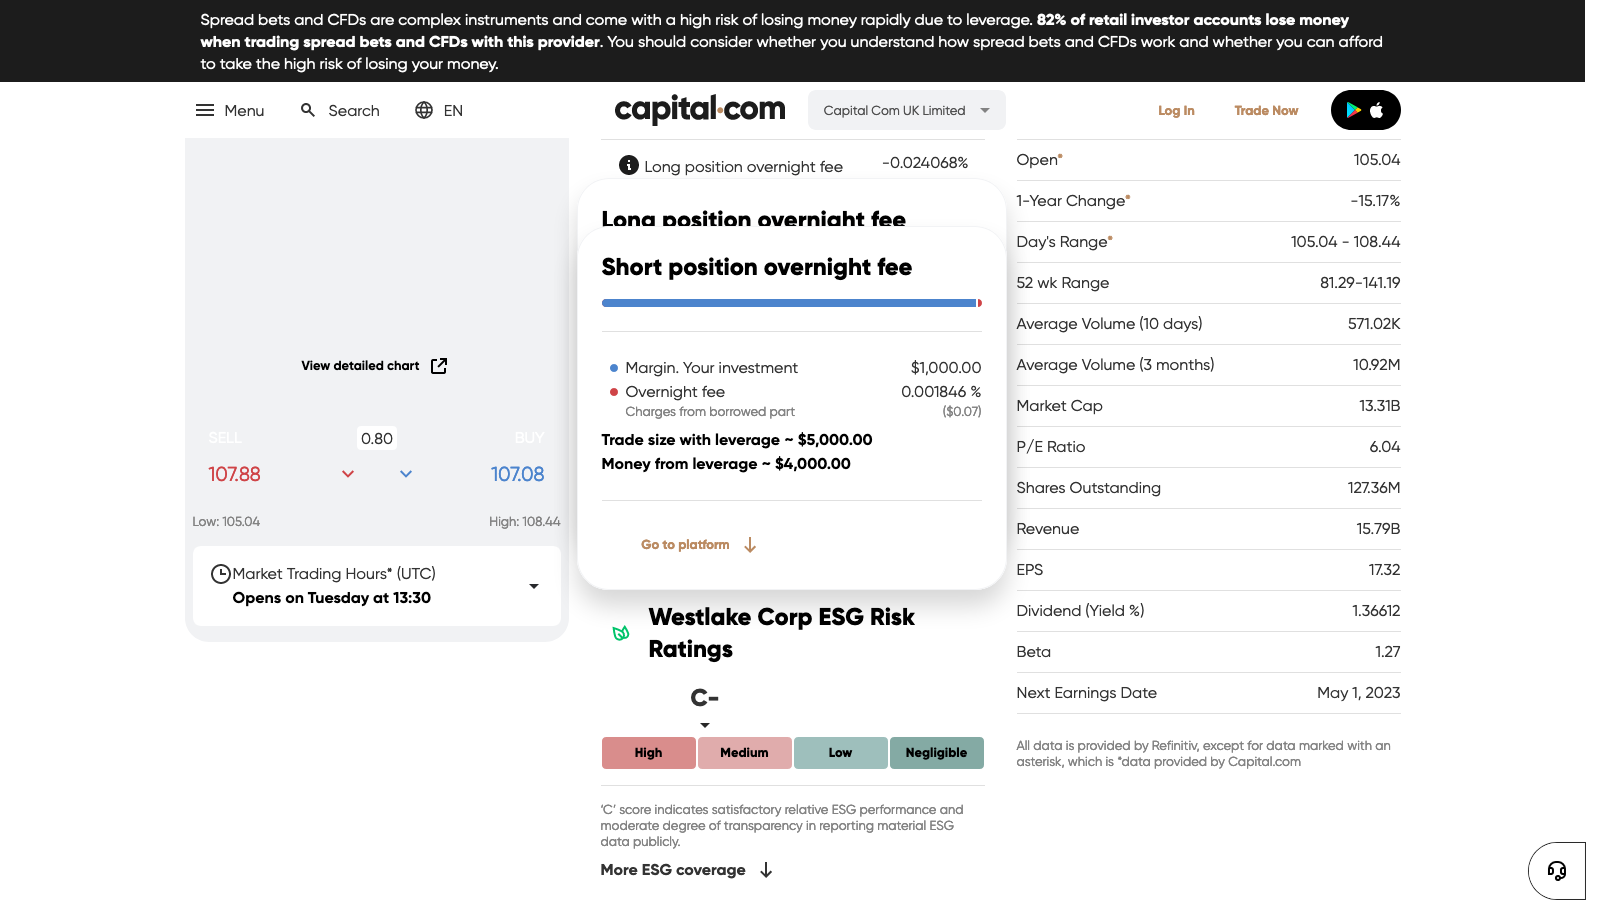 Spread bets and CFDs are complex instruments and come with a high risk of losing money rapidly due to leverage. 82% of retail investor accounts lose money
when trading spread bets and CFDs with this provider. You should consider whether you understand how spread bets and CFDs work and whether you can afford
to take the high risk of losing your money.
Menu
Search
EN
capital.com
Capital Com UK Limited
Log In
Trade Now
View detailed chart
SELL
0.80
BUY
107.88
107.08
Low: 105.04
High: 108.44
Market Trading Hours* (UTC)
Opens on Tuesday at 13:30
Long position overnight fee -0.024068%
Long position overnight fee
Short position overnight fee
Margin. Your investment $1,000.00
Overnight fee 0.001846 %
Charges from borrowed part ($0.07)
Trade size with leverage ~ $5,000.00
Money from leverage ~ $4,000.00
Go to platform
Westlake Corp ESG Risk
Ratings
C-
High Medium Low Negligible
‘C’ score indicates satisfactory relative ESG performance and
moderate degree of transparency in reporting material ESG
data publicly.
More ESG coverage
Open* 105.04
1-Year Change* -15.17%
Day's Range* 105.04 - 108.44
52 wk Range 81.29-141.19
Average Volume (10 days) 571.02K
Average Volume (3 months) 10.92M
Market Cap 13.31B
P/E Ratio 6.04
Shares Outstanding 127.36M
Revenue 15.79B
EPS 17.32
Dividend (Yield %) 1.36612
Beta 1.27
Next Earnings Date May 1, 2023
All data is provided by Refinitiv, except for data marked with an
asterisk, which is *data provided by Capital.com